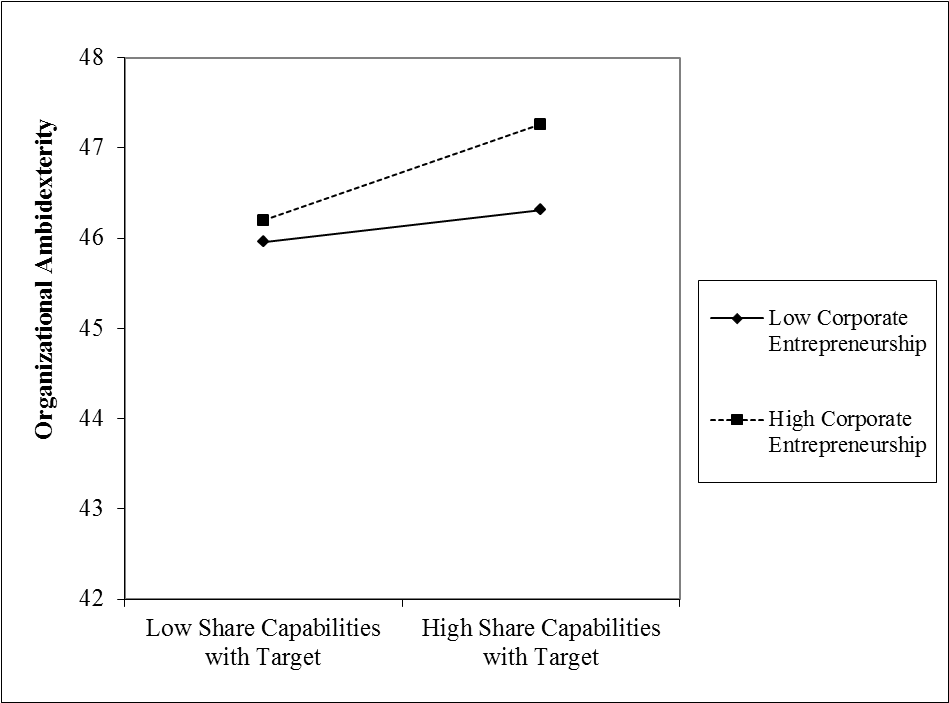 Organizational Ambidexterity
48
47
46
45
44
43
42
Low Share Capabilities
with Target
High Share Capabilities
with Target
Low Corporate
Entrepreneurship
High Corporate
Entrepreneurship